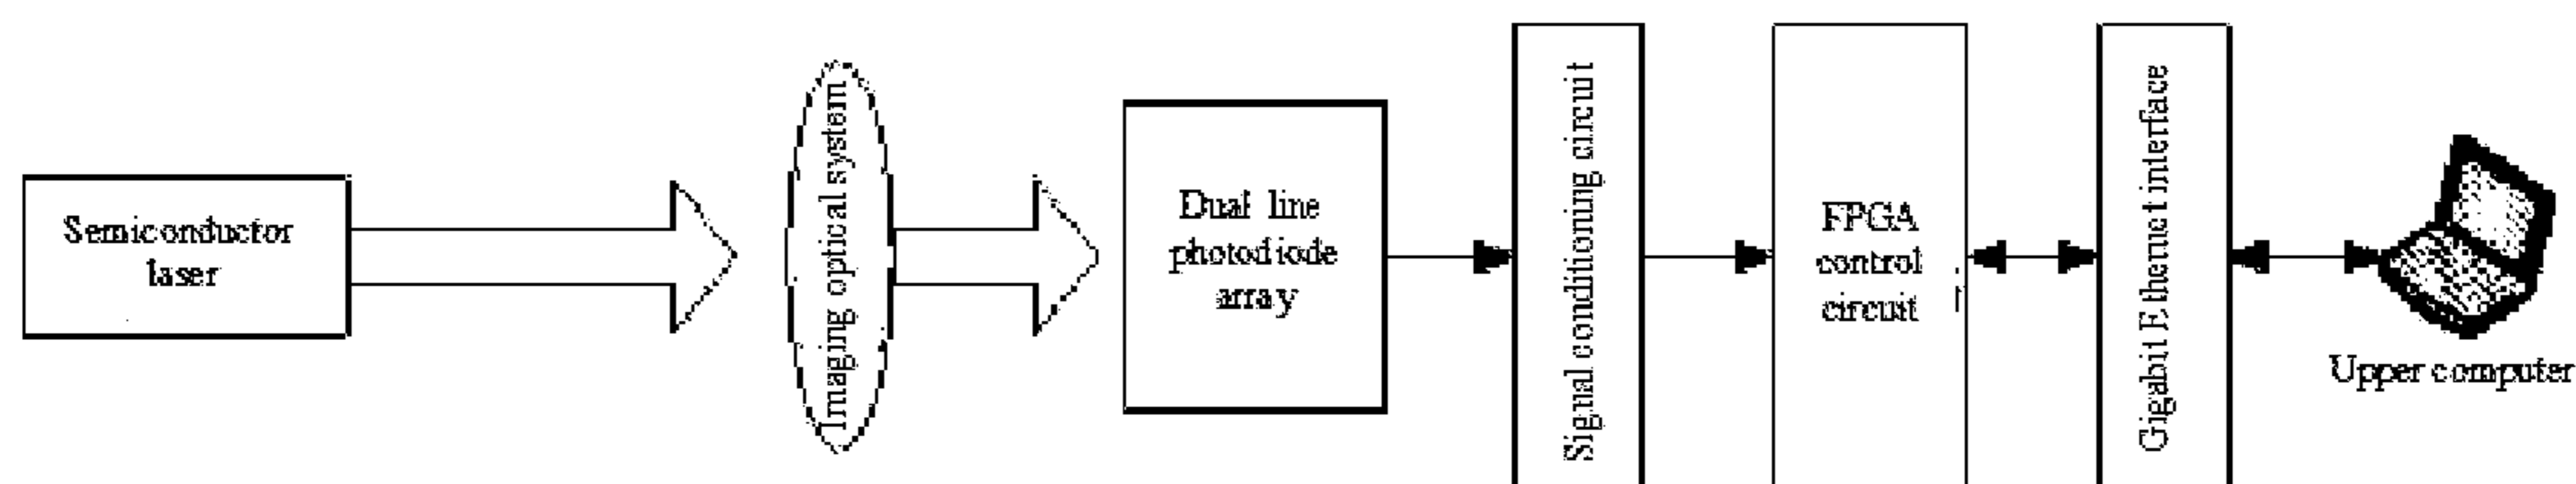 Semiconductor
laser
Imaging optical system
Dual line
photodiode
array
Signal conditioning circuit
FPGA
control
circuit
Gigabit Ethernet interface
Upper computer